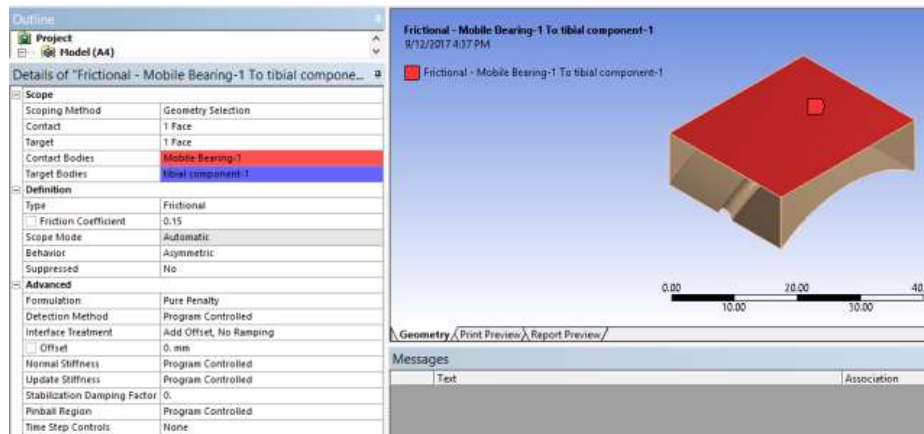 Outline
Project
Model (A4)
Details of "Frictional - Mobile Bearing-1 To tibial compone...
Scope
Scoping Method Geometry Selection
Contact 1 Face
Target 1 Face
Contact Bodies Mobile Bearing-1
Target Bodies tibial component-1
Definition
Type Frictional
Friction Coefficient 0.15
Scope Mode Automatic
Behavior Asymmetric
Suppressed No
Advanced
Formulation Pure Penalty
Detection Method Program Controlled
Interface Treatment Add Offset, No Ramping
Offset 0. mm
Normal Stiffness Program Controlled
Update Stiffness Program Controlled
Stabilization Damping Factor 0.
Pinball Region Program Controlled
Time Step Controls None
Frictional - Mobile Bearing-1 To tibial component-1
9/12/2017 4:37 PM
Frictional - Mobile Bearing-1 To tibial component-1
0.00 20.00 40.
10.00 30.00
Geometry Print Preview Report Preview
Messages
Text Association